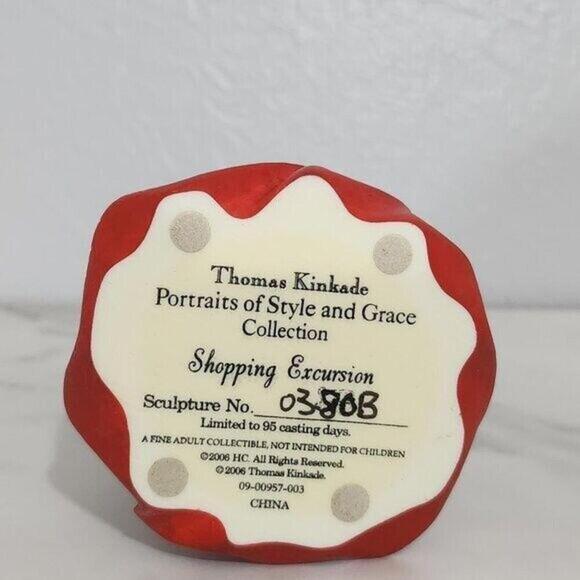 Thomas Kinkade
Portraits of Style and Grace
Collection
Shopping Excursion
Sculpture No.
Limited to 95 casting days.
A FINE ADULT COLLECTIBLE, NOT INTENDED FOR CHILDREN
©2006 HC. All Rights Reserved.
©2006 Thomas Kinkade.
09-00957-003
CHINA